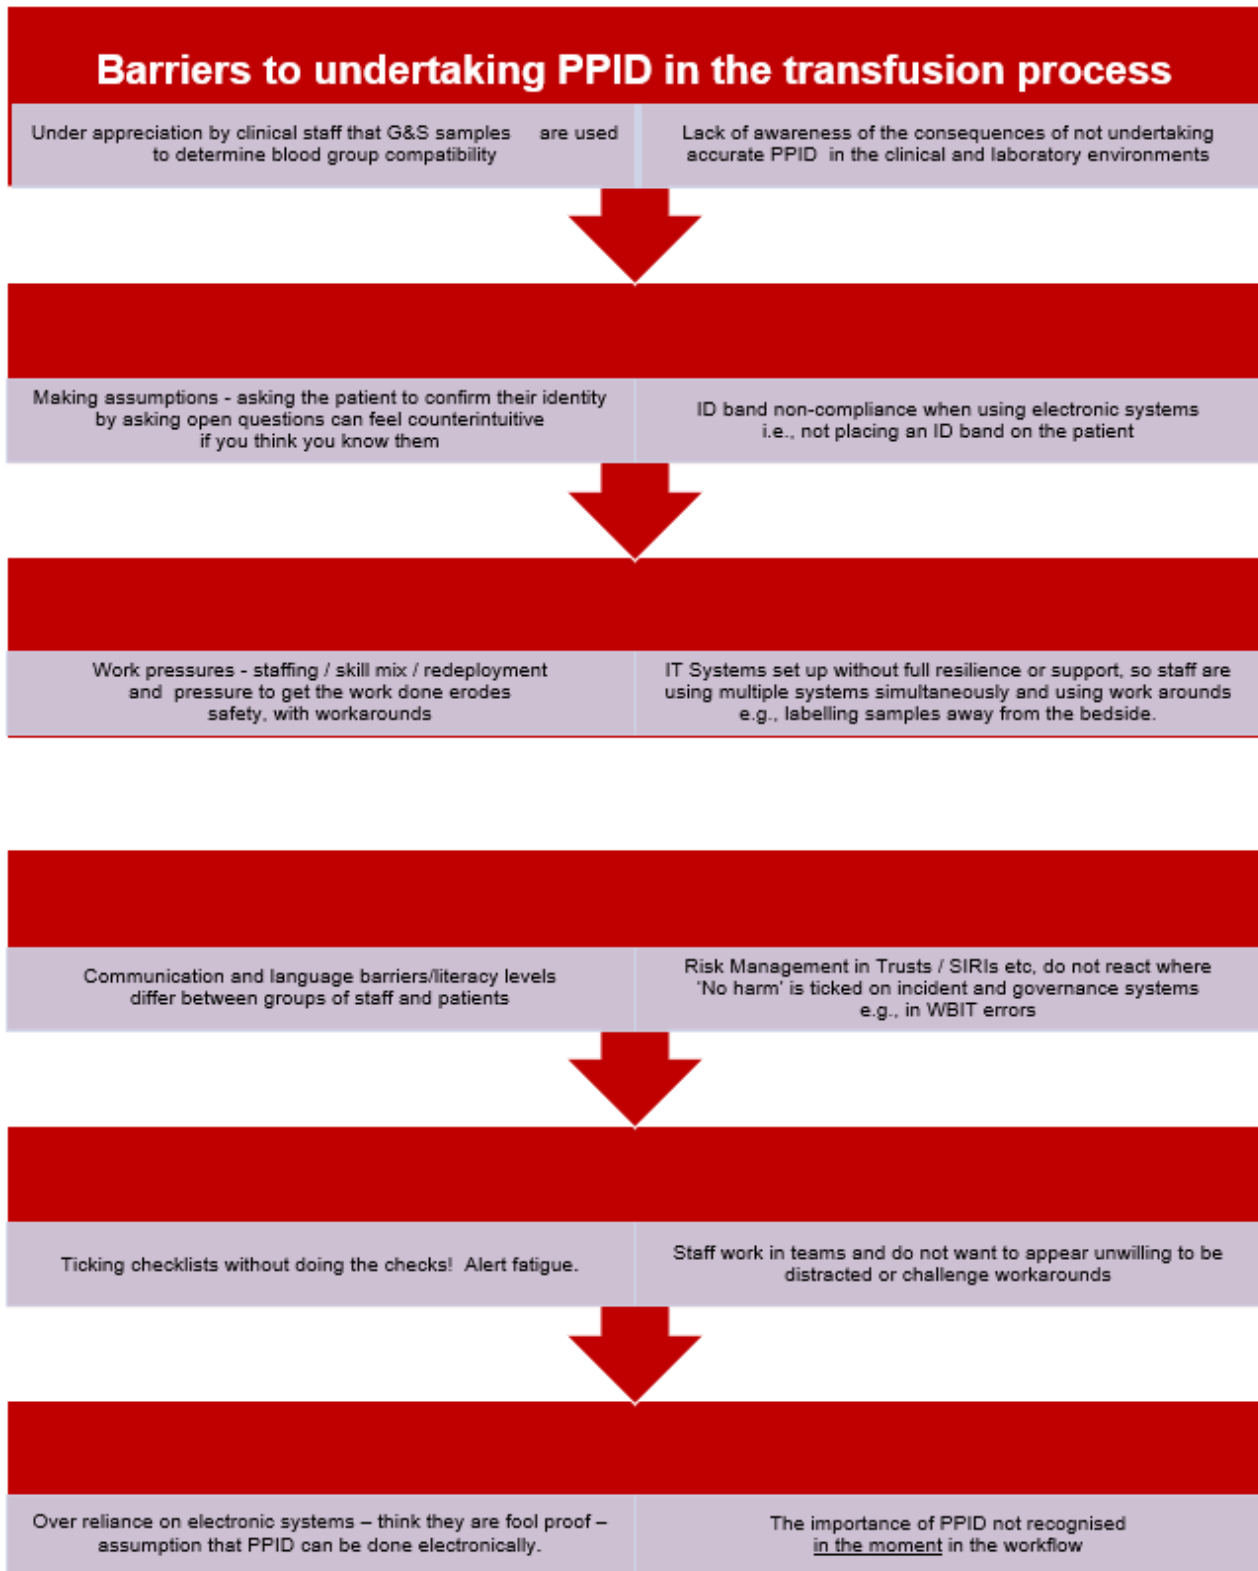 Barriers to undertaking PPID in the transfusion process
Under appreciation by clinical staff that G&S samples are used
to determine blood group compatibility
Lack of awareness of the consequences of not undertaking
accurate PPID in the clinical and laboratory environments
Making assumptions - asking the patient to confirm their identity
by asking open questions can feel counterintuitive
if you think you know them
ID band non-compliance when using electronic systems
i.e., not placing an ID band on the patient
Work pressures - staffing / skill mix / redeployment
and pressure to get the work done erodes
safety, with workarounds
IT Systems set up without full resilience or support, so staff are
using multiple systems simultaneously and using work arounds
e.g., labelling samples away from the bedside.
Communication and language barriers/literacy levels
differ between groups of staff and patients
Risk Management in Trusts / SIRIs etc, do not react where
'No harm' is ticked on incident and governance systems
e.g., in WBIT errors
Ticking checklists without doing the checks! Alert fatigue.
Staff work in teams and do not want to appear unwilling to be
distracted or challenge workarounds
Over reliance on electronic systems – think they are fool proof –
assumption that PPID can be done electronically.
The importance of PPID not recognised
in the moment in the workflow